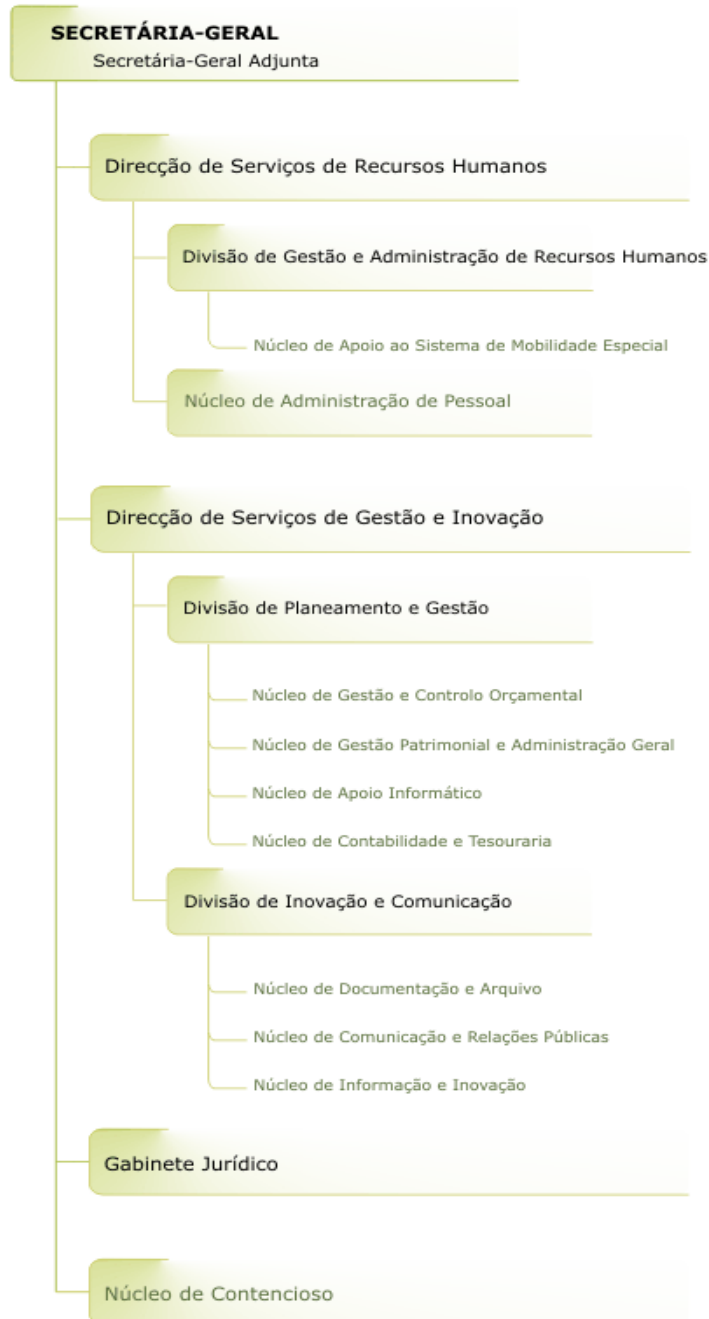 SECRETÁRIA-GERAL
Secretária-Geral Adjunta
Direcção de Serviços de Recursos Humanos
Divisão de Gestão e Administração de Recursos Humanos
Núcleo de Apoio ao Sistema de Mobilidade Especial
Núcleo de Administração de Pessoal
Direcção de Serviços de Gestão e Inovação
Divisão de Planeamento e Gestão
Núcleo de Gestão e Controlo Orçamental
Núcleo de Gestão Patrimonial e Administração Geral
Núcleo de Apoio Informático
Núcleo de Contabilidade e Tesouraria
Divisão de Inovação e Comunicação
Núcleo de Documentação e Arquivo
Núcleo de Comunicação e Relações Públicas
Núcleo de Informação e Inovação
Gabinete Jurídico
Núcleo de Contencioso